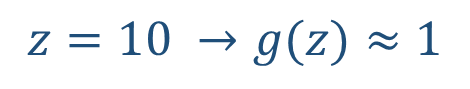 z = 10 → g(z) ≈ 1